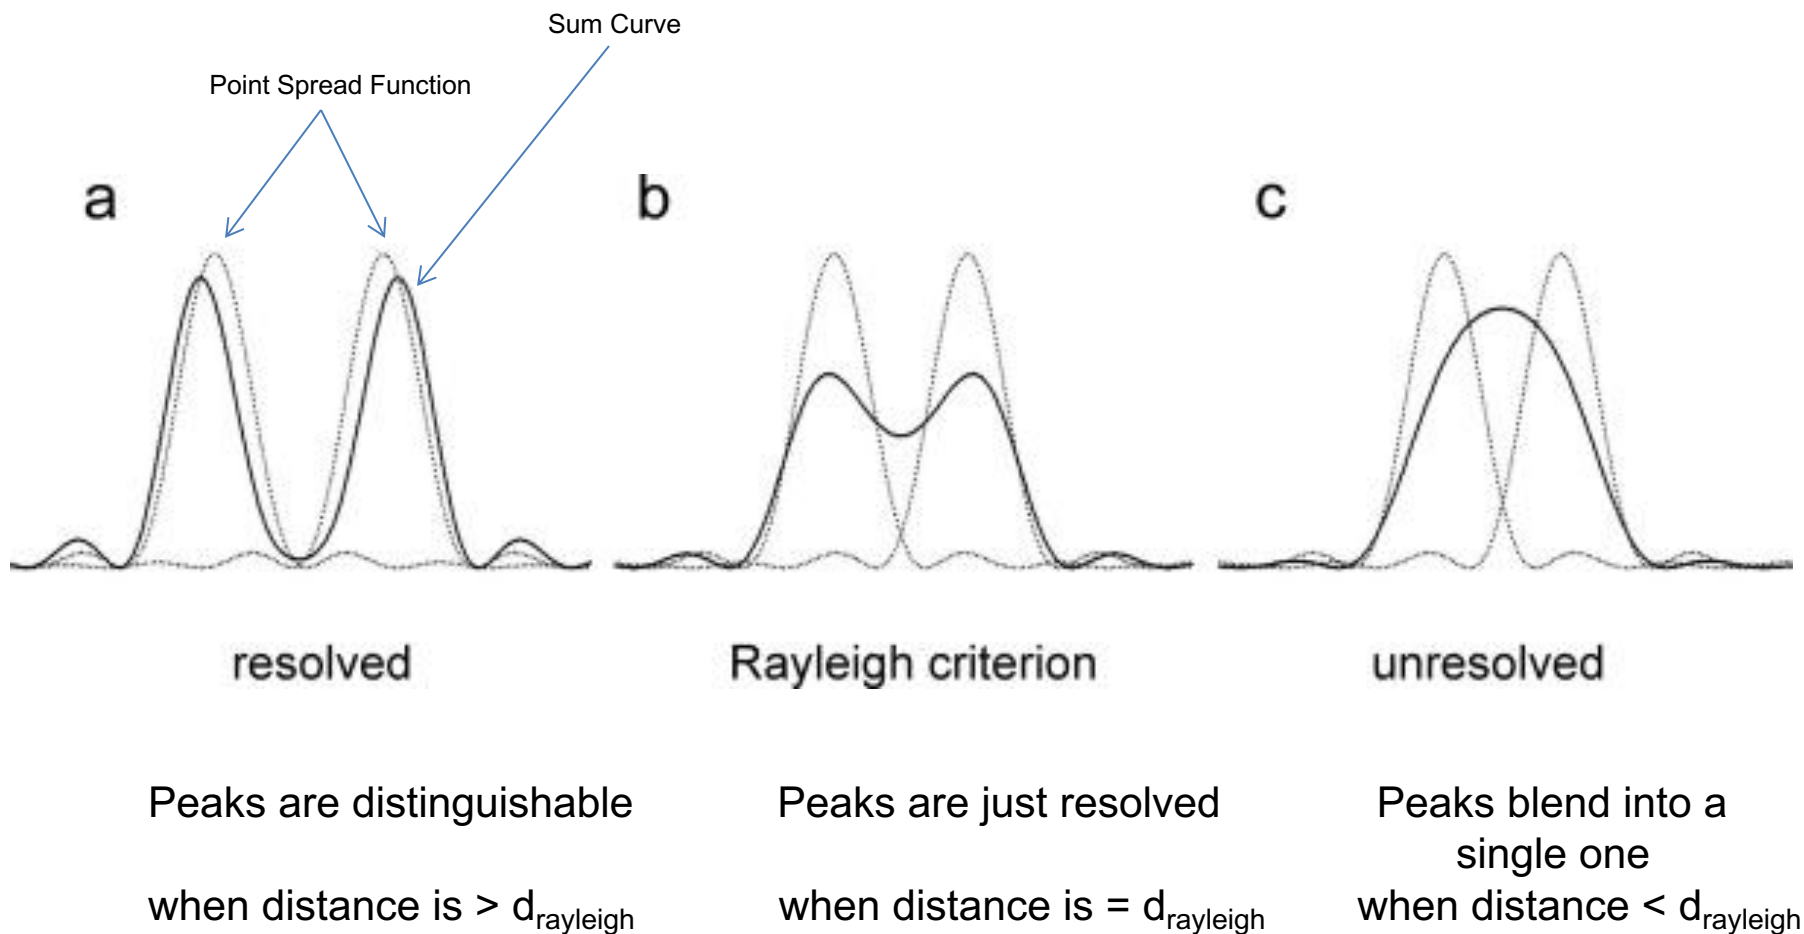 Sum Curve
Point Spread Function
a
b
c
resolved
Rayleigh criterion
unresolved
Peaks are distinguishable
when distance is > drayleigh
Peaks are just resolved
when distance is = drayleigh
Peaks blend into a
single one
when distance < drayleigh